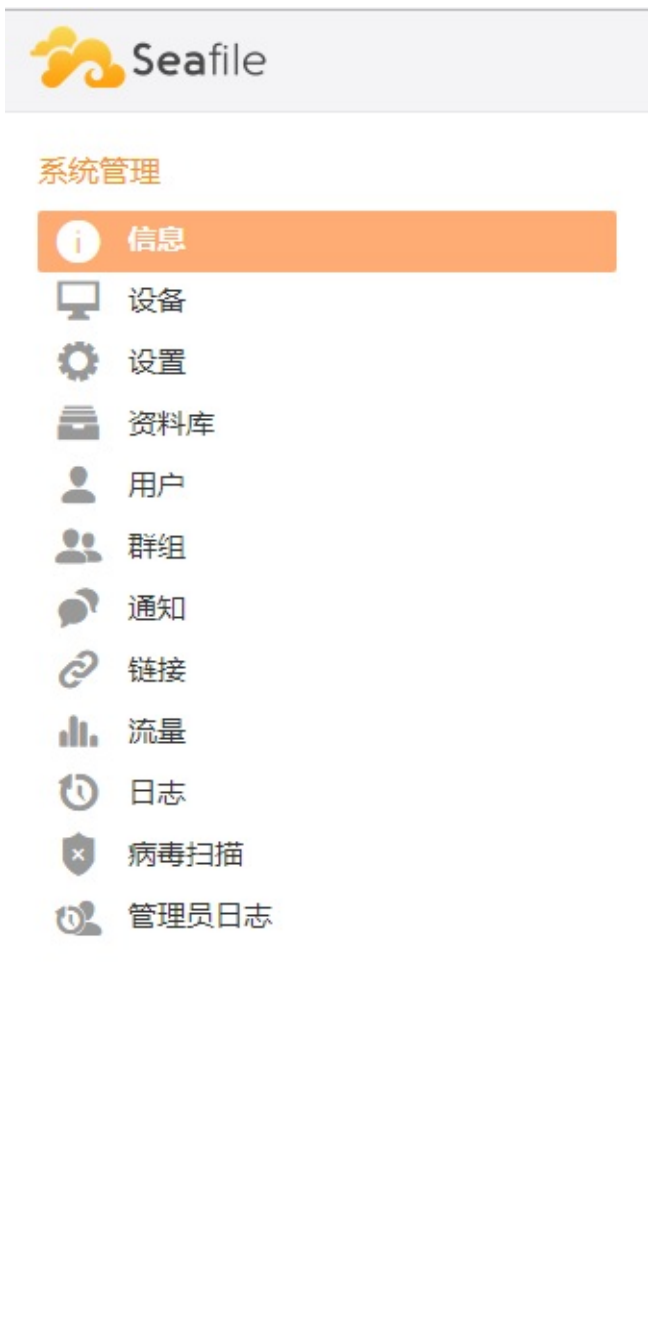 Seafile
系统管理
信息
设备
设置
资料库
用户
群组
通知
链接
流量
日志
病毒扫描
管理员日志